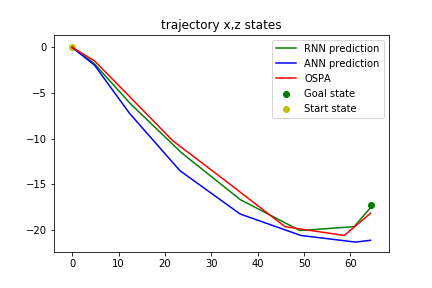 trajectory x,z states
RNN prediction
ANN prediction
OSPA
Goal state
Start state
0
−5
−10
−15
−20
0 10 20 30 40 50 60